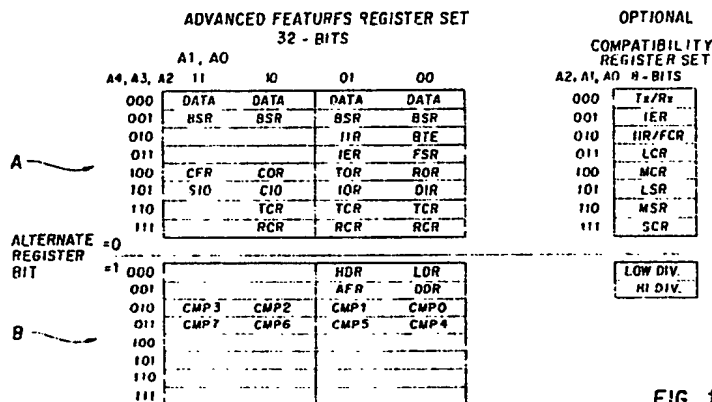 ADVANCED FEATURFS REGISTER SET OPTIONAL
32 - BITS
COMPATIBILITY
REGISTER SET
A1, A0
A4, A3, A2 11 10 01 00 A2, A1, A0 8-BITS
000 DATA DATA DATA DATA 000 Tx/Rx
001 BSR BSR BSR BSR 001 IER
010 IIR BTE 010 IIR/FCR
011 IER FSR 011 LCR
A
100 CFR COR TOR ROR 100 MCR
101 SIO CIO IOR DIR 101 LSR
110 TCR TCR TCR 110 MSR
111 RCR RCR RCR 111 SCR
ALTERNATE =0
REGISTER
BIT =1
000 HDR LDR LOW DIV.
001 AFR DDR HI DIV.
010 CMP3 CMP2 CMP1 CMP0
011 CMP7 CMP6 CMP5 CMP4
B
100
101
110
111
FIG. 1